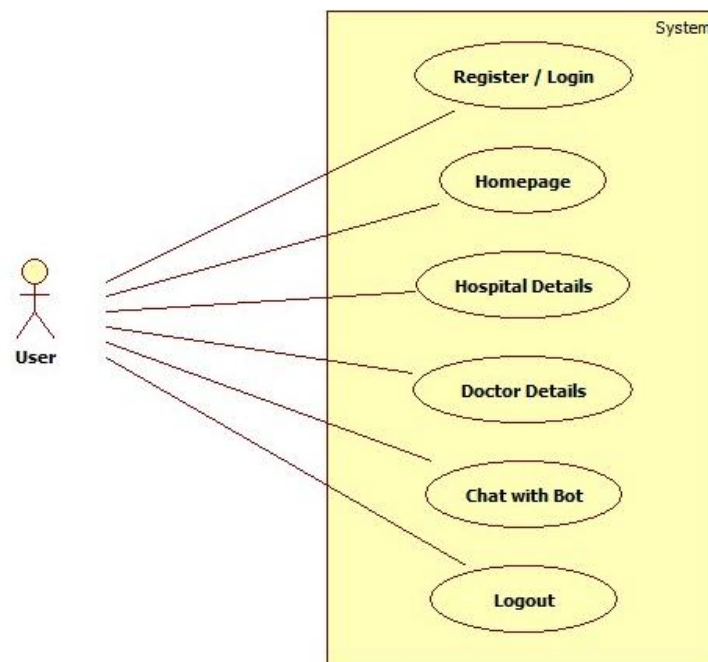 System
Register / Login
Homepage
Hospital Details
User
Doctor Details
Chat with Bot
Logout